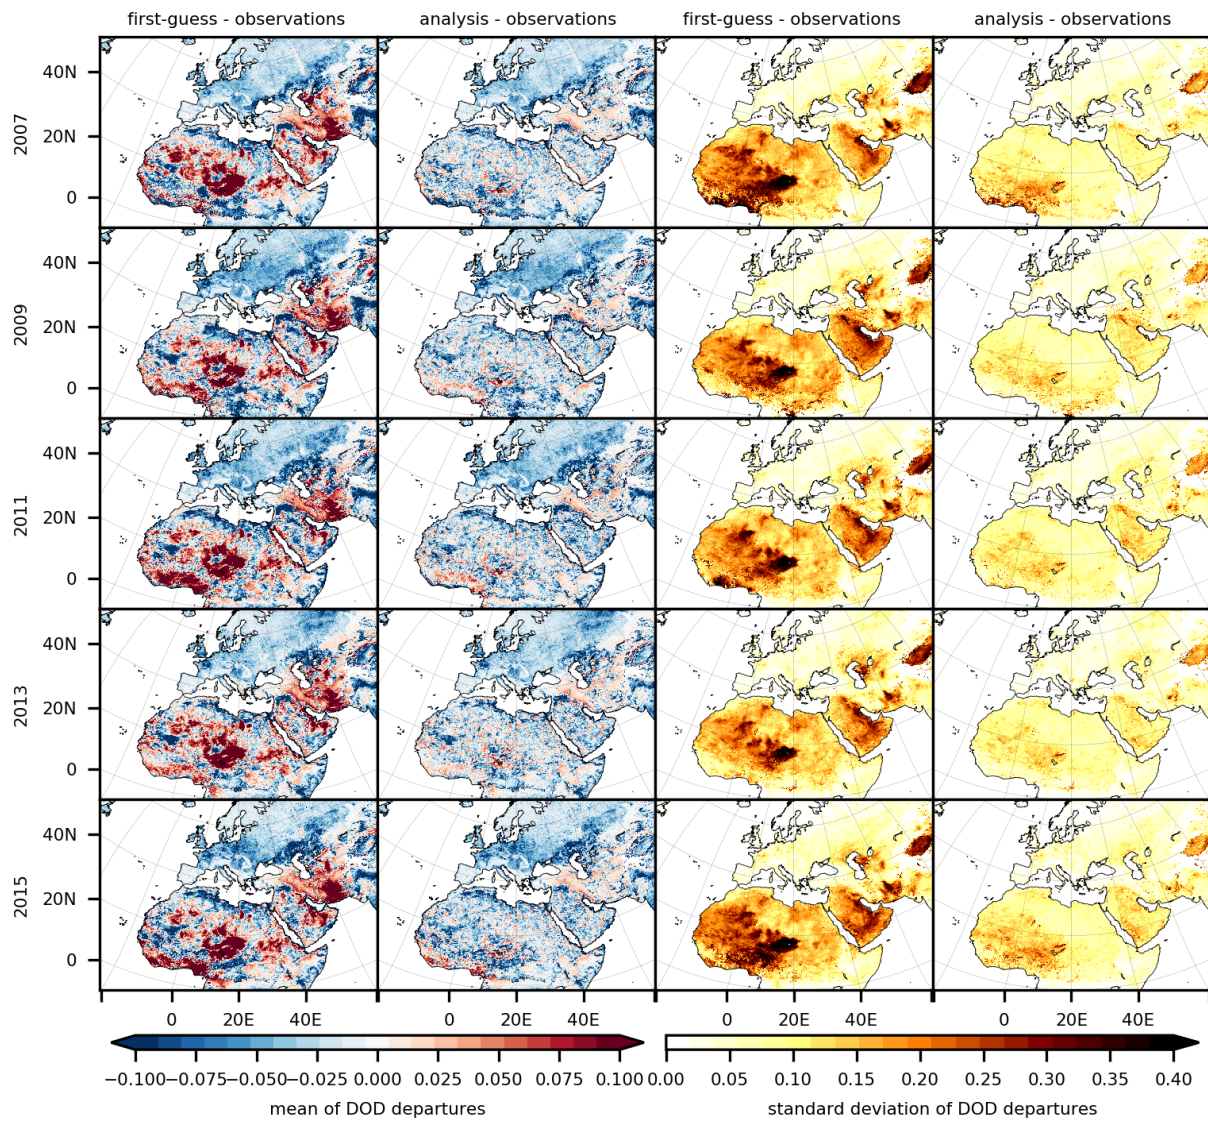 first-guess - observations analysis - observations first-guess - observations analysis - observations
40N
20N
0
2007
40N
20N
0
2009
40N
20N
0
2011
40N
20N
0
2013
40N
20N
0
2015
0 20E 40E 0 20E 40E 0 20E 40E 0 20E 40E
−0.100 −0.075 −0.050 −0.025 0.000 0.025 0.050 0.075 0.100 0.00 0.05 0.10 0.15 0.20 0.25 0.30 0.35 0.40
mean of DOD departures standard deviation of DOD departures